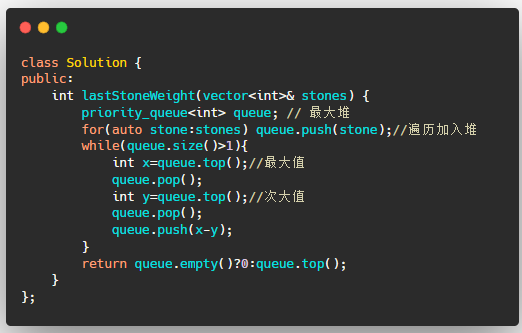 class Solution {
public:
    int lastStoneWeight(vector<int>& stones) {
        priority_queue<int> queue; // 最大堆
        for(auto stone:stones) queue.push(stone);//遍历加入堆
        while(queue.size()>1){
            int x=queue.top();//最大值
            queue.pop();
            int y=queue.top();//次大值
            queue.pop();
            queue.push(x-y);
        }
        return queue.empty()?0:queue.top();
    }
};